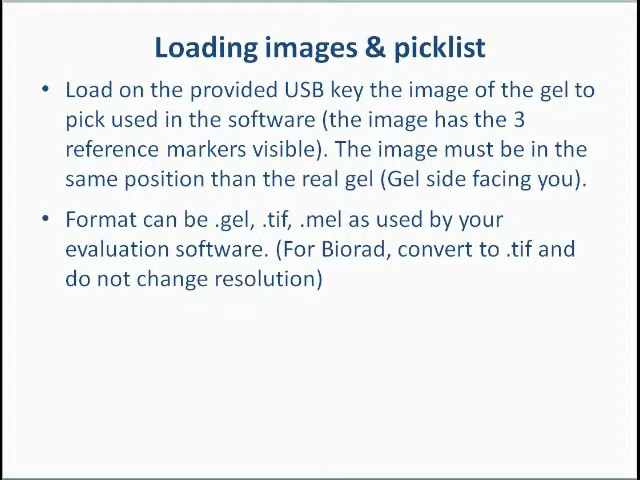 Loading images & picklist
• Load on the provided USB key the image of the gel to
pick used in the software (the image has the 3
reference markers visible). The image must be in the
same position than the real gel (Gel side facing you).
• Format can be .gel, .tif, .mel as used by your
evaluation software. (For Biorad, convert to .tif and
do not change resolution)